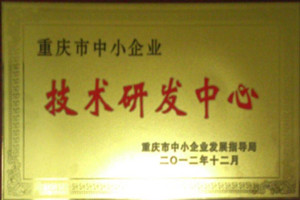 重庆市中小企业
技术研发中心
重庆市中小企业发展指导局
二〇一二年十二月